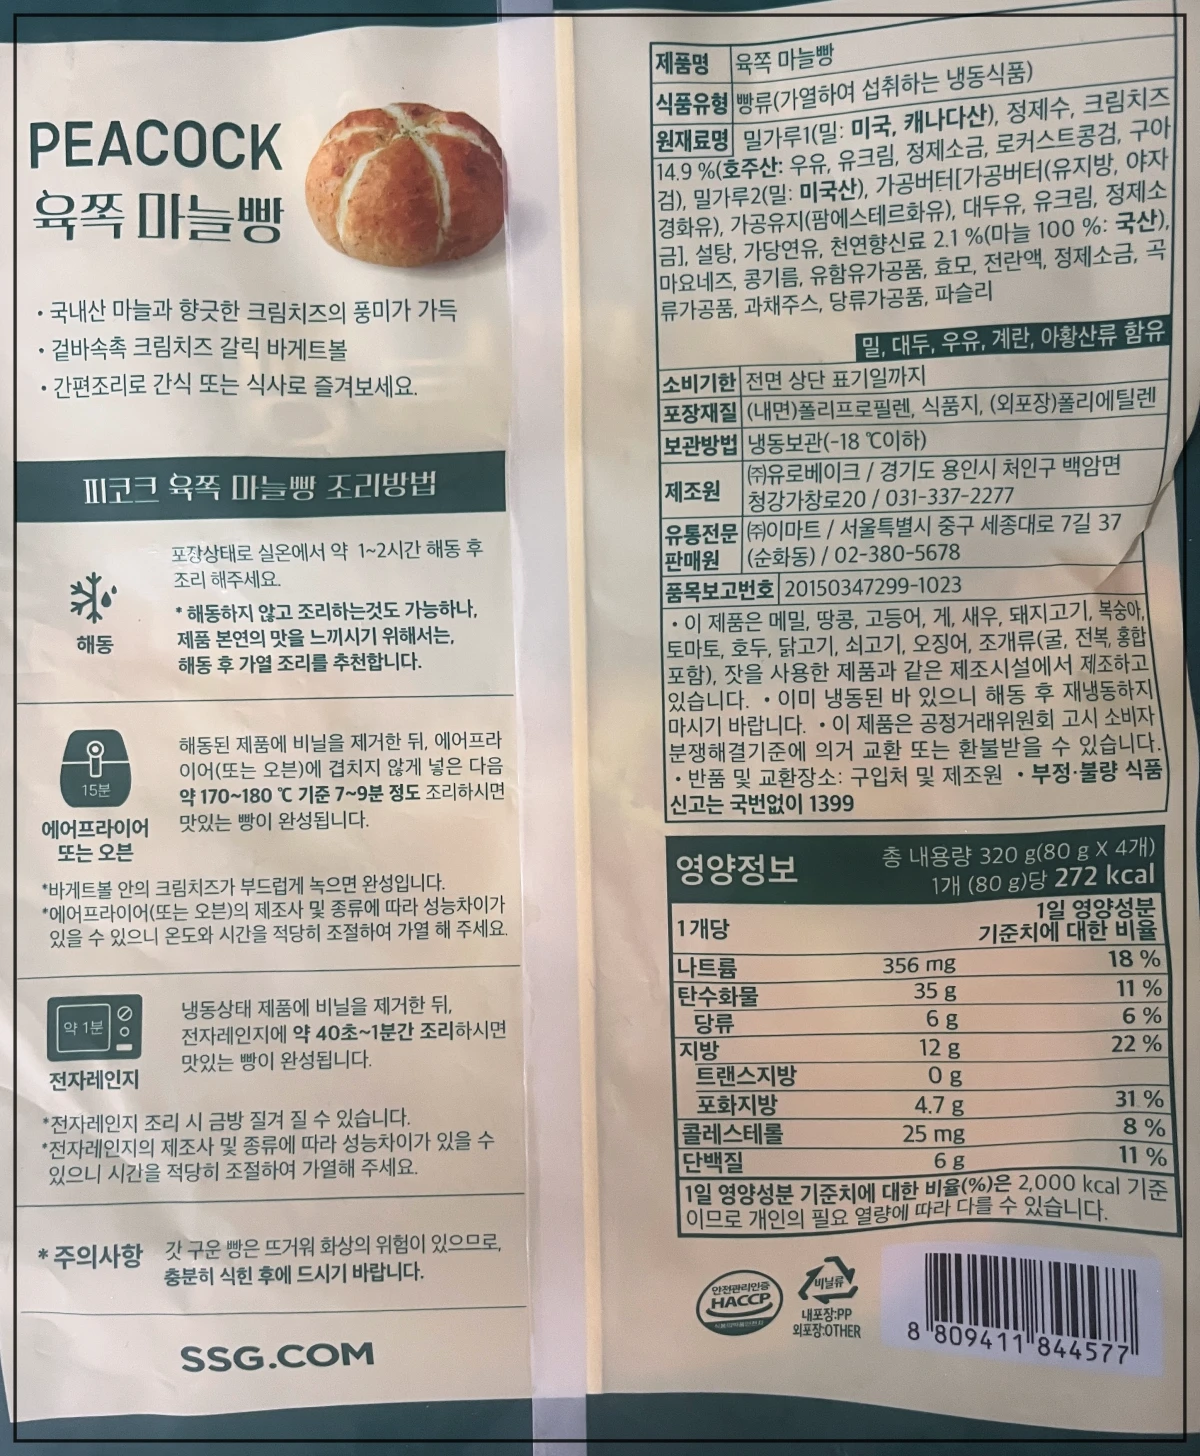 PEACOCK
육쪽 마늘빵
• 국내산 마늘과 향긋한 크림치즈의 풍미가 가득
• 겉바속촉 크림치즈 갈릭 바게트볼
• 간편조리로 간식 또는 식사로 즐겨보세요.
피코크 육쪽 마늘빵 조리방법
해동
포장상태로 실온에서 약 1~2시간 해동 후
조리 해주세요.
* 해동하지 않고 조리하는것도 가능하나,
제품 본연의 맛을 느끼시기 위해서는,
해동 후 가열 조리를 추천합니다.
15분
에어프라이어
또는 오븐
해동된 제품에 비닐을 제거한 뒤, 에어프라
이어(또는 오븐)에 겹치지 않게 넣은 다음
약 170~180 ℃ 기준 7~9분 정도 조리하시면
맛있는 빵이 완성됩니다.
*바게트볼 안의 크림치즈가 부드럽게 녹으면 완성입니다.
*에어프라이어(또는 오븐)의 제조사 및 종류에 따라 성능차이가
있을 수 있으니 온도와 시간을 적당히 조절하여 가열 해 주세요.
약 1분
전자레인지
냉동상태 제품에 비닐을 제거한 뒤,
전자레인지에 약 40초~1분간 조리하시면
맛있는 빵이 완성됩니다.
*전자레인지 조리 시 금방 질겨 질 수 있습니다.
*전자레인지의 제조사 및 종류에 따라 성능차이가 있을 수
있으니 시간을 적당히 조절하여 가열해 주세요.
* 주의사항
갓 구운 빵은 뜨거워 화상의 위험이 있으므로,
충분히 식힌 후에 드시기 바랍니다.
SSG.COM
제품명 육쪽 마늘빵
식품유형 빵류(가열하여 섭취하는 냉동식품)
원재료명 밀가루1(밀: 미국, 캐나다산), 정제수, 크림치즈
14.9 %(호주산: 우유, 유크림, 정제소금, 로커스트콩검, 구아
검), 밀가루2(밀: 미국산), 가공버터[가공버터(유지방, 야자
경화유), 가공유지(팜에스테르화유), 대두유, 유크림, 정제소
금], 설탕, 가당연유, 천연향신료 2.1 %(마늘 100 %: 국산),
마요네즈, 콩기름, 유함유가공품, 효모, 전란액, 정제소금, 곡
류가공품, 과채주스, 당류가공품, 파슬리
밀, 대두, 우유, 계란, 아황산류 함유
소비기한 전면 상단 표기일까지
포장재질 (내면)폴리프로필렌, 식품지, (외포장)폴리에틸렌
보관방법 냉동보관(-18 ℃이하)
제조원 ㈜유로베이크 / 경기도 용인시 처인구 백암면
청강가창로20 / 031-337-2277
유통전문 ㈜이마트 / 서울특별시 중구 세종대로 7길 37
판매원 (순화동) / 02-380-5678
품목보고번호 20150347299-1023
• 이 제품은 메밀, 땅콩, 고등어, 게, 새우, 돼지고기, 복숭아,
토마토, 호두, 닭고기, 쇠고기, 오징어, 조개류(굴, 전복, 홍합
포함), 잣을 사용한 제품과 같은 제조시설에서 제조하고
있습니다. • 이미 냉동된 바 있으니 해동 후 재냉동하지
마시기 바랍니다. • 이 제품은 공정거래위원회 고시 소비자
분쟁해결기준에 의거 교환 또는 환불받을 수 있습니다.
• 반품 및 교환장소: 구입처 및 제조원 • 부정·불량 식품
신고는 국번없이 1399
영양정보
총 내용량 320 g(80 g X 4개)
1개 (80 g)당 272 kcal
1개당
1일 영양성분
기준치에 대한 비율
나트륨 356 mg 18 %
탄수화물 35 g 11 %
당류 6 g 6 %
지방 12 g 22 %
트랜스지방 0 g
포화지방 4.7 g 31 %
콜레스테롤 25 mg 8 %
단백질 6 g 11 %
1일 영양성분 기준치에 대한 비율(%)은 2,000 kcal 기준
이므로 개인의 필요 열량에 따라 다를 수 있습니다.
안전관리인증
HACCP
비닐류
내포장:PP
외포장:OTHER
8 809411 844577